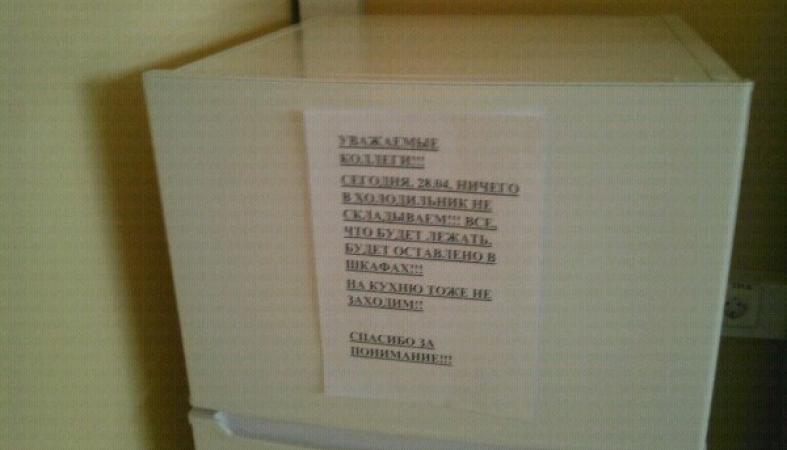 УВАЖАЕМЫЕ
КОЛЛЕГИ!!!
СЕГОДНЯ, 28.04, НИЧЕГО
В ХОЛОДИЛЬНИК НЕ
СКЛАДЫВАЕМ!!! ВСЕ,
ЧТО БУДЕТ ЛЕЖАТЬ,
БУДЕТ ОСТАВЛЕНО В
ШКАФАХ!!!
НА КУХНЮ ТОЖЕ НЕ
ЗАХОДИМ!!
СПАСИБО ЗА
ПОНИМАНИЕ!!!